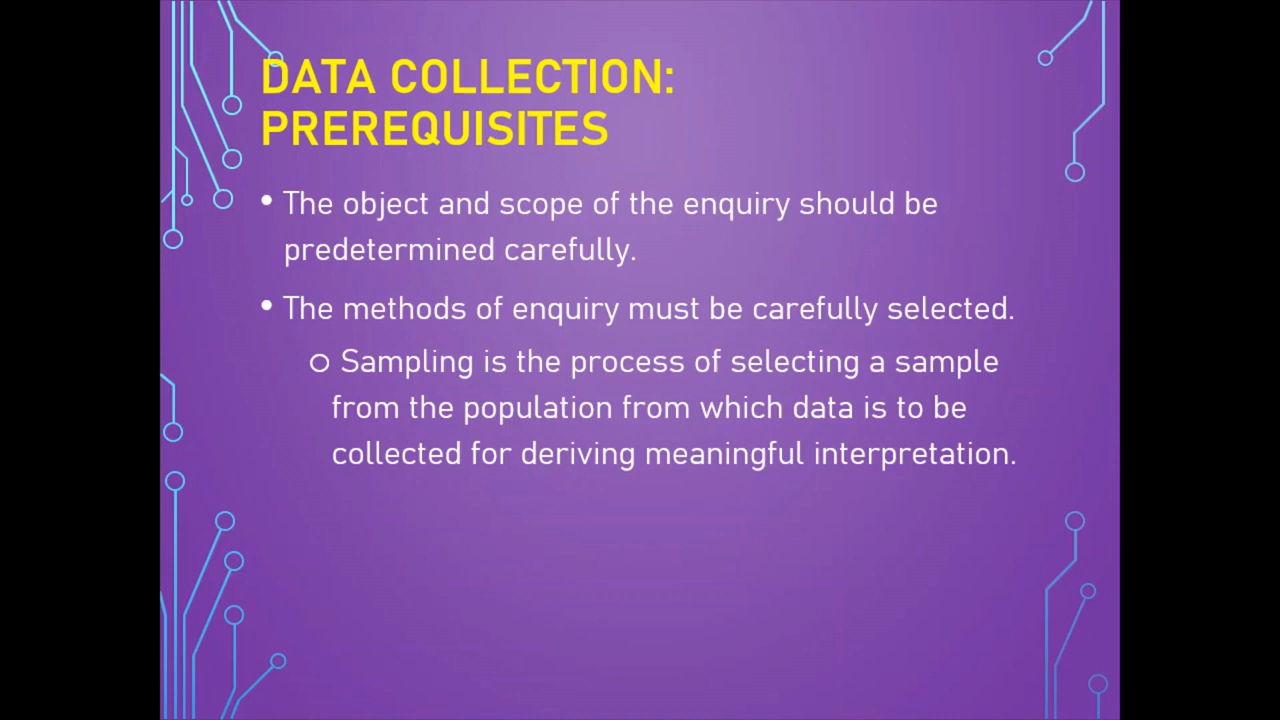 DATA COLLECTION:
PREREQUISITES
• The object and scope of the enquiry should be
predetermined carefully.
• The methods of enquiry must be carefully selected.
o Sampling is the process of selecting a sample
from the population from which data is to be
collected for deriving meaningful interpretation.